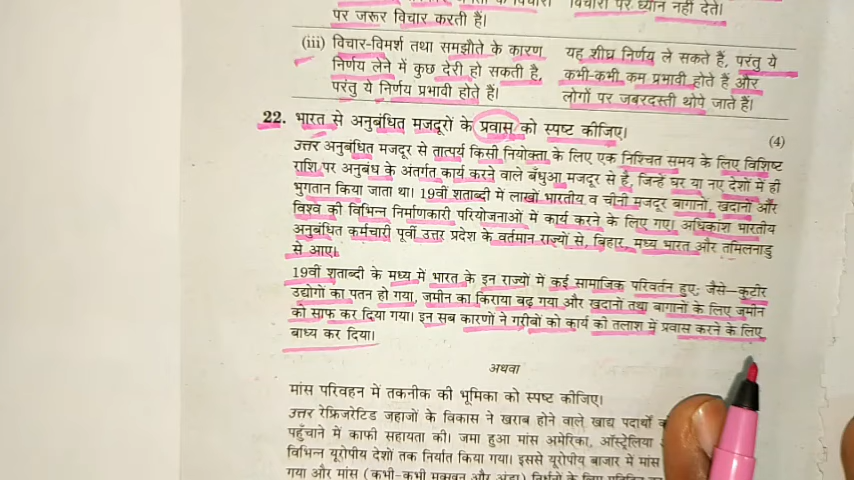 पर जरूर विचार करती हैं।
विचारों पर ध्यान नहीं देते।
(iii) विचार-विमर्श तथा समझौते के कारण
निर्णय लेने में कुछ देरी हो सकती है,
परंतु ये निर्णय प्रभावी होते हैं।
यह शीघ्र निर्णय ले सकते हैं, परंतु ये
कभी-कभी कम प्रभावी होते हैं और
लोगों पर जबरदस्ती थोपे जाते हैं।
22. भारत से अनुबंधित मजदूरों के प्रवास को स्पष्ट कीजिए।
(4)
उत्तर अनुबंधित मजदूर से तात्पर्य किसी नियोक्ता के लिए एक निश्चित समय के लिए विशिष्ट
राशि पर अनुबंध के अंतर्गत कार्य करने वाले बँधुआ मजदूर से है, जिन्हें घर या नए देशों में ही
भुगतान किया जाता था। 19वीं शताब्दी में लाखों भारतीय व चीनी मजदूर बागानों, खदानों और
विश्व की विभिन्न निर्माणकारी परियोजनाओं में कार्य करने के लिए गए। अधिकांश भारतीय
अनुबंधित कर्मचारी पूर्वी उत्तर प्रदेश के वर्तमान राज्यों से, बिहार, मध्य भारत और तमिलनाडु
से आए।
19वीं शताब्दी के मध्य में भारत के इन राज्यों में कई सामाजिक परिवर्तन हुए; जैसे—कुटीर
उद्योगों का पतन हो गया, जमीन का किराया बढ़ गया और खदानों तथा बागानों के लिए जमीन
को साफ कर दिया गया। इन सब कारणों ने गरीबों को कार्य की तलाश में प्रवास करने के लिए
बाध्य कर दिया।
अथवा
मांस परिवहन में तकनीक की भूमिका को स्पष्ट कीजिए।
उत्तर रेफ्रिजरेटिड जहाजों के विकास ने खराब होने वाले खाद्य पदार्थों
पहुँचाने में काफी सहायता की। जमा हुआ मांस अमेरिका, ऑस्ट्रेलिया
विभिन्न यूरोपीय देशों तक निर्यात किया गया। इससे यूरोपीय बाजार में मांस
गया और मांस (कभी-कभी मक्खन और अंडा) निर्धनों के लिए